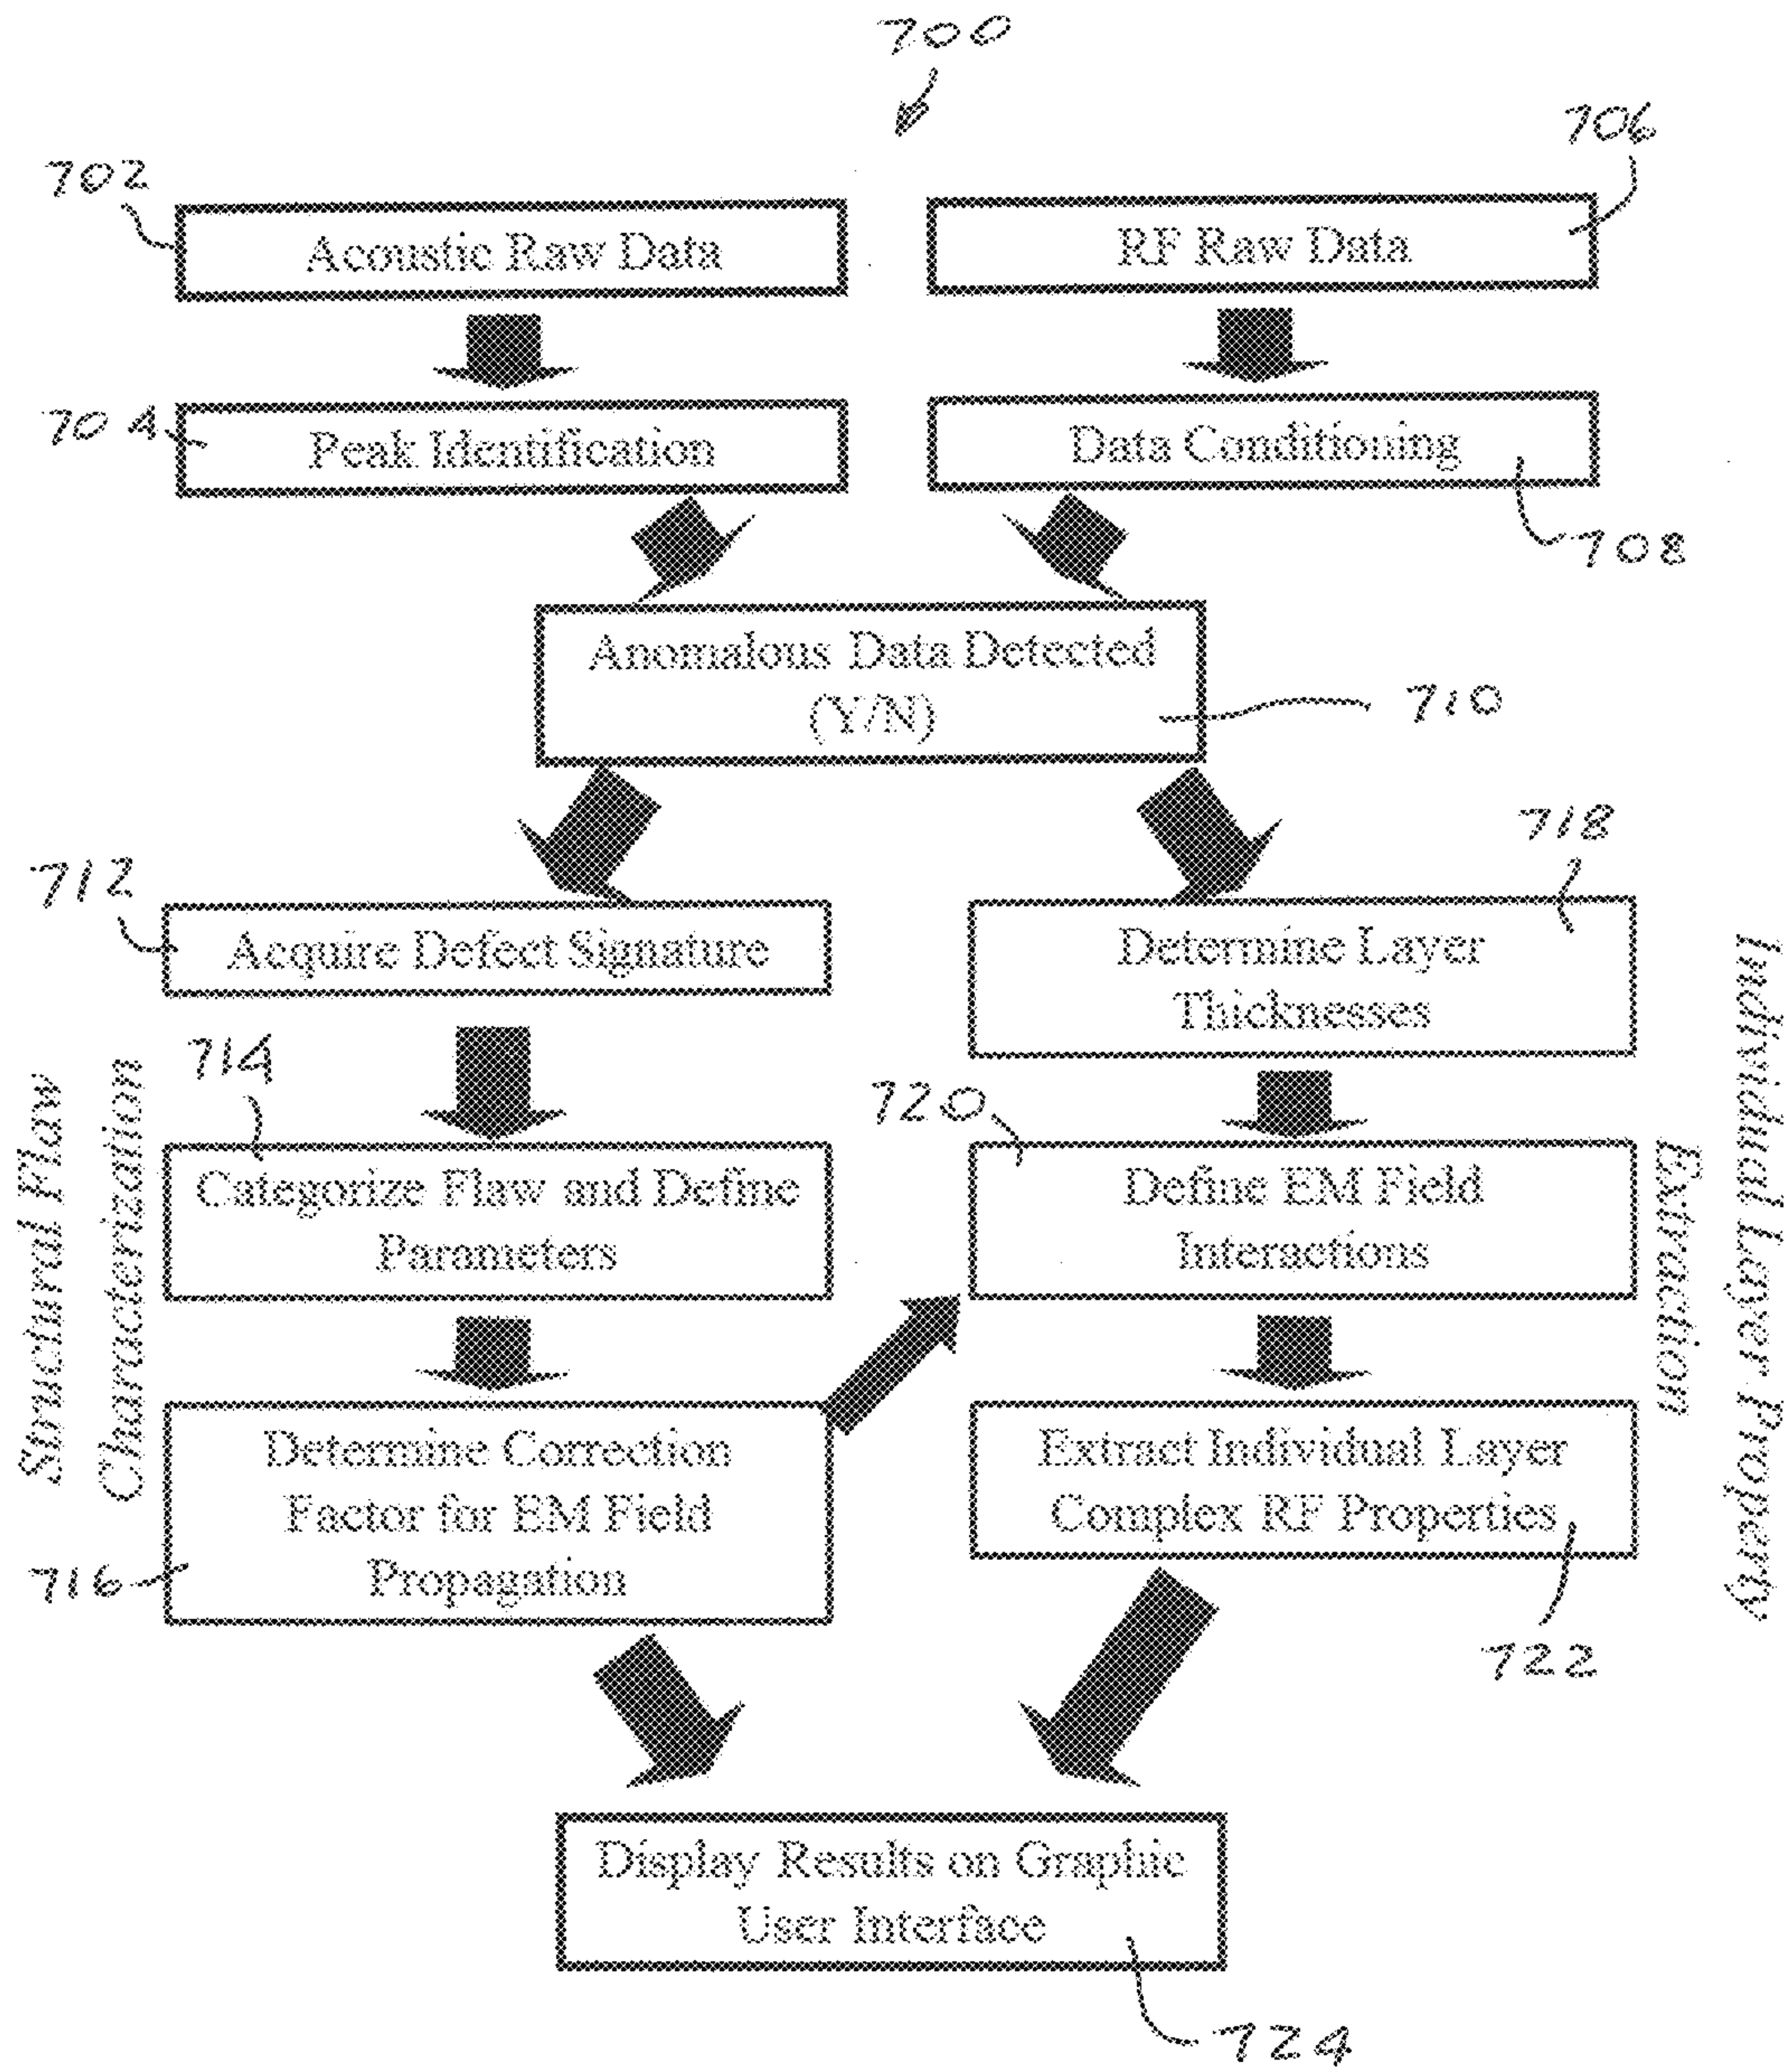 700
702
706
Acoustic Raw Data
RF Raw Data
704
Peak Identification
Data Conditioning
708
Anomalous Data Detected
(Y/N)
710
712
718
Acquire Defect Signature
Determine Layer
Thicknesses
714
720
Categorize Flaw and Define
Parameters
Define EM Field
Interactions
Structural Flaw
Characterization
Individual Layer Property
Extraction
Determine Correction
Factor for EM Field
Propagation
716
Extract Individual Layer
Complex RF Properties
722
Display Results on Graphic
User Interface
724